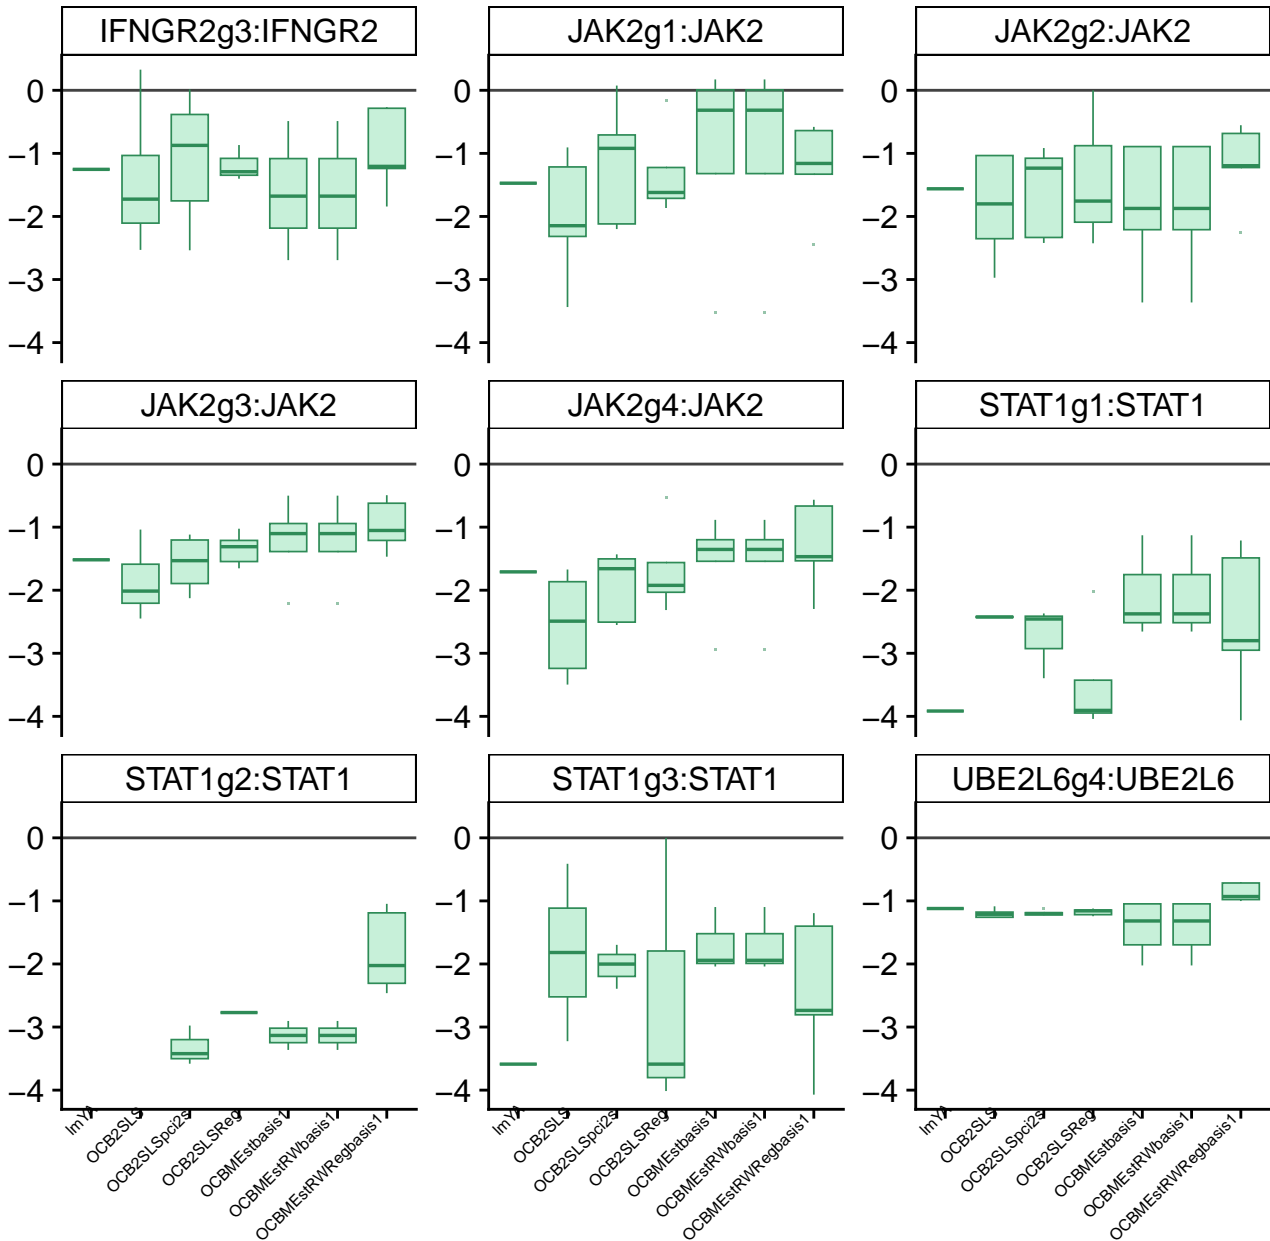 IFNGR2g3:IFNGR2
JAK2g1:JAK2
JAK2g2:JAK2
0
−1
−2
−3
−4
0
−1
−2
−3
−4
0
−1
−2
−3
−4
JAK2g3:JAK2
JAK2g4:JAK2
STAT1g1:STAT1
0
−1
−2
−3
−4
0
−1
−2
−3
−4
0
−1
−2
−3
−4
STAT1g2:STAT1
STAT1g3:STAT1
UBE2L6g4:UBE2L6
0
−1
−2
−3
−4
0
−1
−2
−3
−4
0
−1
−2
−3
−4
lmYA
OCB2SLS
OCB2SLSpci2s
OCB2SLSReg
OCBMEstbasis1
OCBMEstRWbasis1
OCBMEstRWRegbasis1
lmYA
OCB2SLS
OCB2SLSpci2s
OCB2SLSReg
OCBMEstbasis1
OCBMEstRWbasis1
OCBMEstRWRegbasis1
lmYA
OCB2SLS
OCB2SLSpci2s
OCB2SLSReg
OCBMEstbasis1
OCBMEstRWbasis1
OCBMEstRWRegbasis1